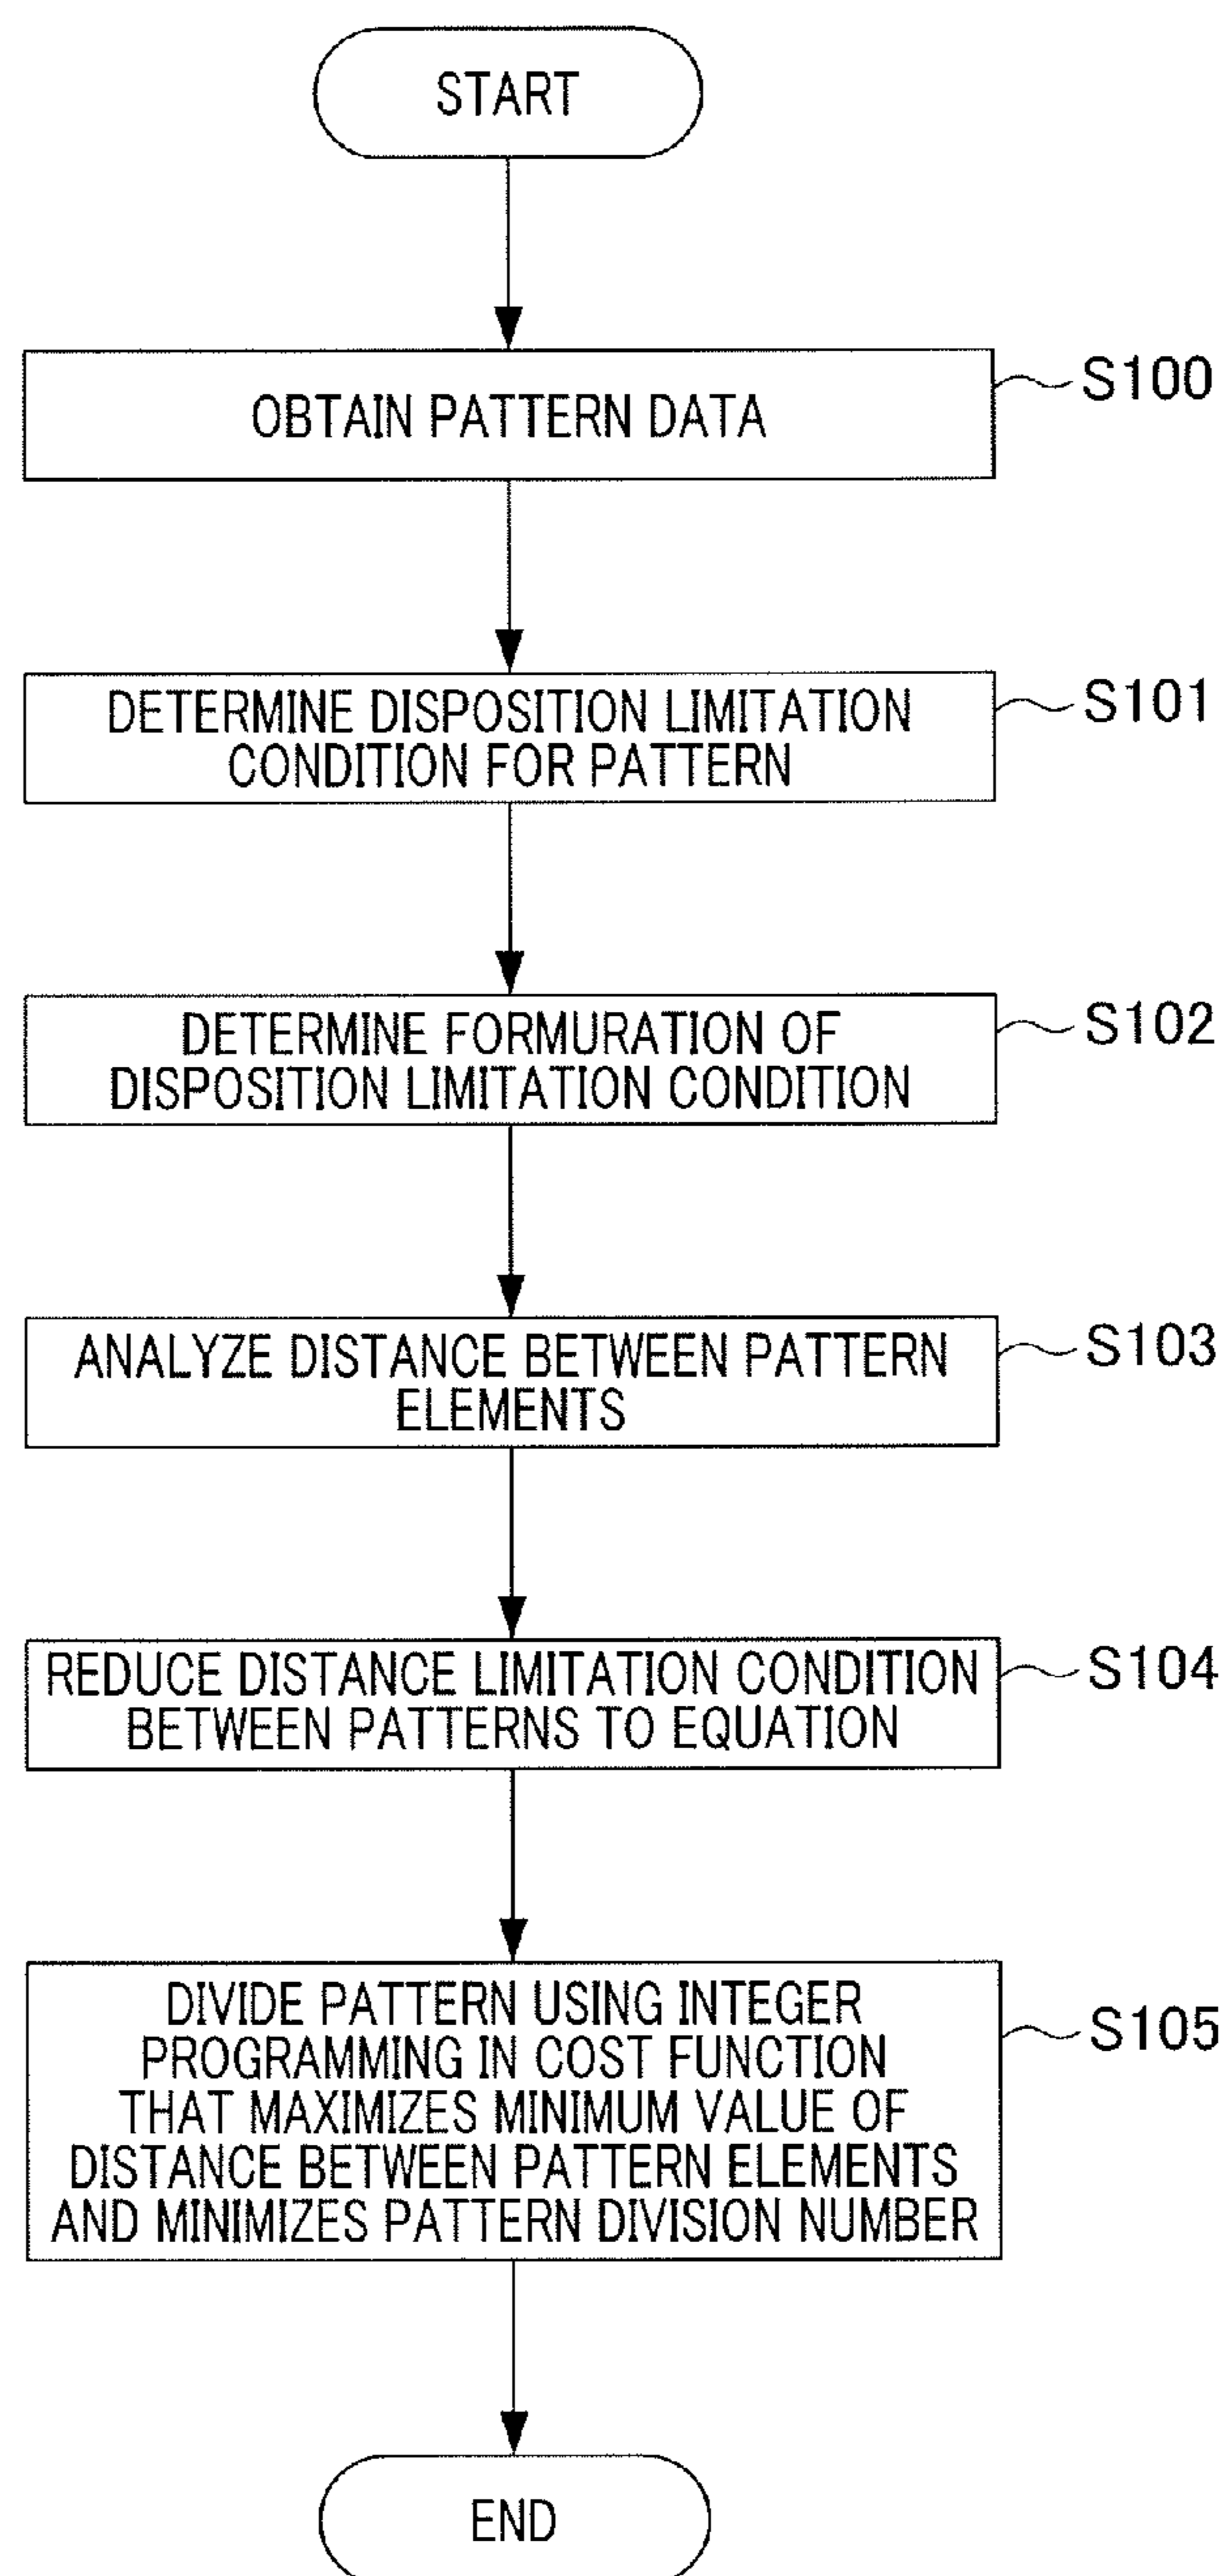 START
OBTAIN PATTERN DATA
S100
DETERMINE DISPOSITION LIMITATION
CONDITION FOR PATTERN
S101
DETERMINE FORMURATION OF
DISPOSITION LIMITATION CONDITION
S102
ANALYZE DISTANCE BETWEEN PATTERN
ELEMENTS
S103
REDUCE DISTANCE LIMITATION CONDITION
BETWEEN PATTERNS TO EQUATION
S104
DIVIDE PATTERN USING INTEGER
PROGRAMMING IN COST FUNCTION
THAT MAXIMIZES MINIMUM VALUE OF
DISTANCE BETWEEN PATTERN ELEMENTS
AND MINIMIZES PATTERN DIVISION NUMBER
S105
END